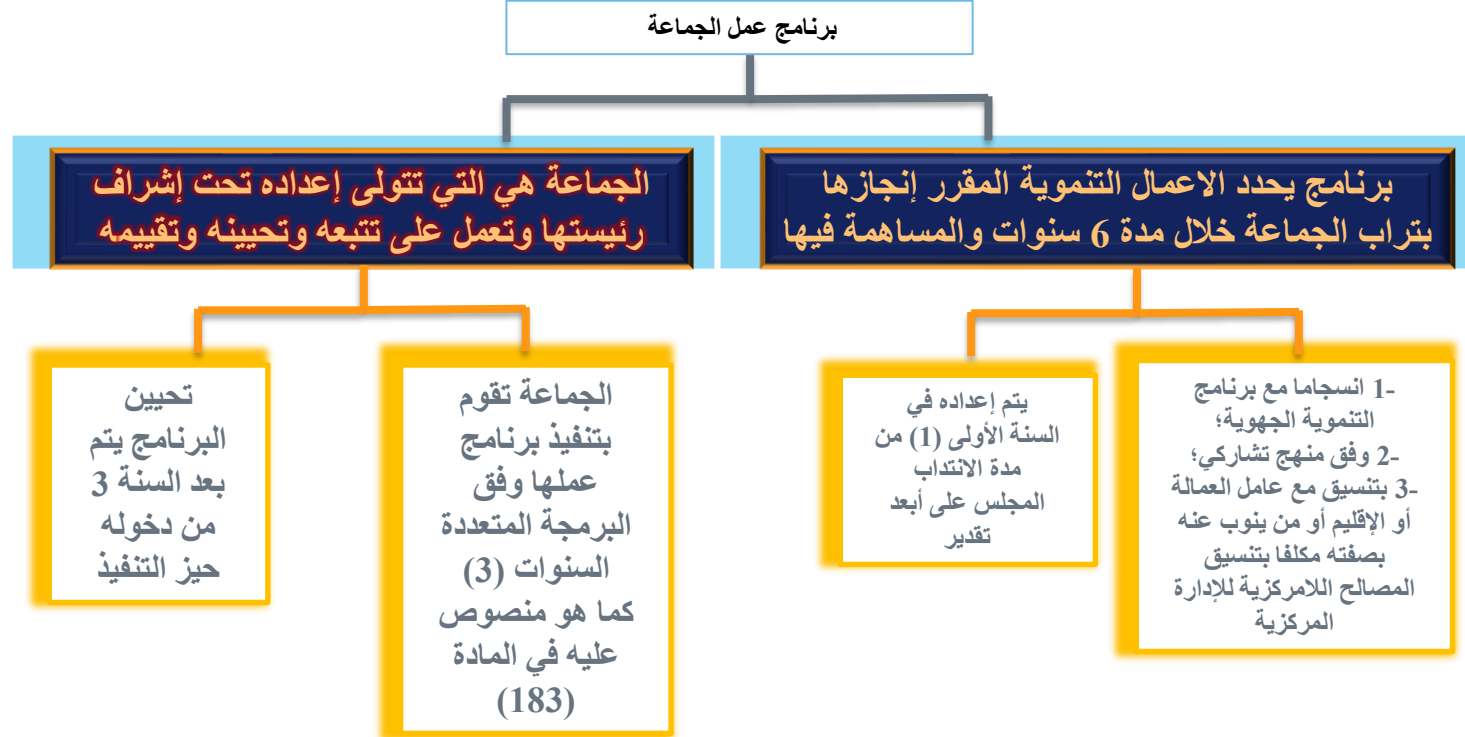 برنامج عمل الجماعة
برنامج يحدد الاعمال التنموية المقرر إنجازها
بتراب الجماعة خلال مدة 6 سنوات والمساهمة فيها
الجماعة هي التي تتولى إعداده تحت إشراف
رئيستها وتعمل على تتبعه وتحيينه وتقييمه
1- انسجاما مع برنامج
التنموية الجهوية؛
2- وفق منهج تشاركي؛
3- بتنسيق مع عامل العمالة
أو الإقليم أو من ينوب عنه
بصفته مكلفا بتنسيق
المصالح اللامركزية للإدارة
المركزية
يتم إعداده في
السنة الأولى (1) من
مدة الانتداب
المجلس على أبعد
تقدير
الجماعة تقوم
بتنفيذ برنامج
عملها وفق
البرمجة المتعددة
السنوات (3)
كما هو منصوص
عليه في المادة
(183)
تحيين
البرنامج يتم
بعد السنة 3
من دخوله
حيز التنفيذ